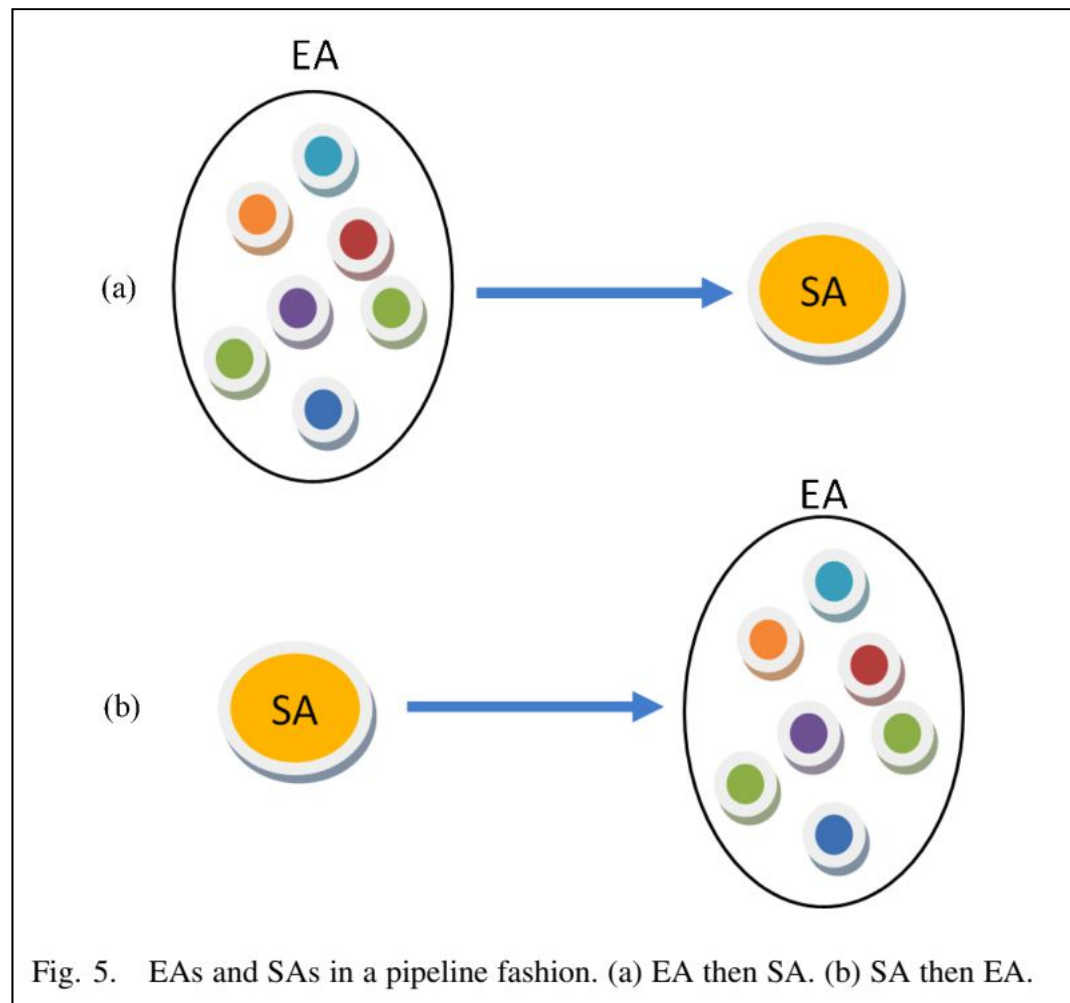 EA
(a)
SA
EA
(b)
SA
Fig. 5. EAs and SAs in a pipeline fashion. (a) EA then SA. (b) SA then EA.